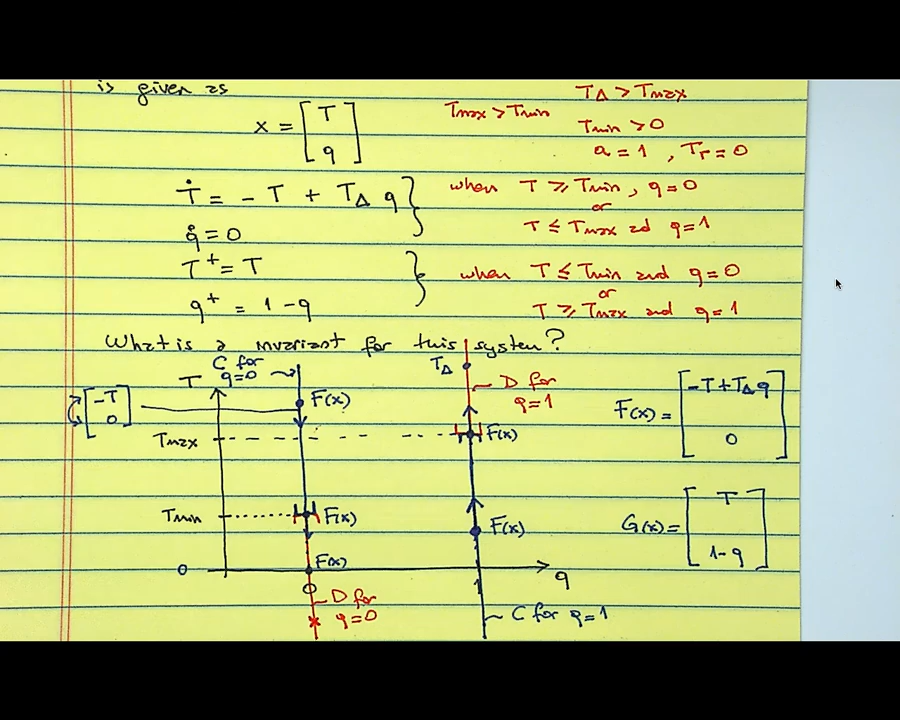 is given as
TΔ > Tmax
Tmax > Tmin
Tmin > 0
a = 1 , Tr = 0
x = [ T
q ]
Ṫ = - T + TΔ q } when T ≥ Tmin , q = 0
or
q̇ = 0 T ≤ Tmax and q = 1
T⁺ = T } when T ≤ Tmin and q = 0
or
q⁺ = 1 - q T ≥ Tmax and q = 1
What is a invariant for this system?
C for
q=0
T
TΔ
D for
q=1
[ -T
0 ]
F(x)
F(x) = [ -T + TΔ q
0 ]
Tmax
F(x)
Tmin
F(x)
F(x)
G(x) = [ T
1-q ]
F(x)
0
0
1
q
D for
q=0
C for q=1